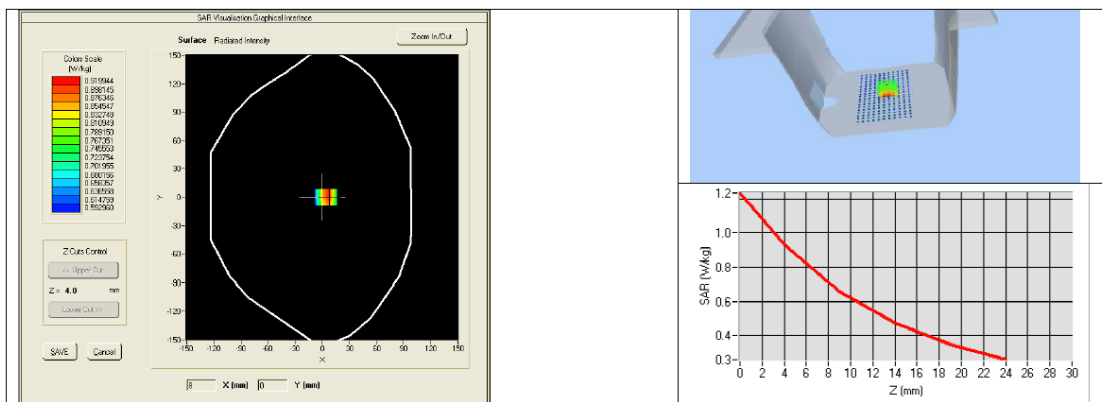 SAR Visualisation Graphical Interface
Surface Radiated Intensity
Zoom In/Out
Colors Scale
(W/kg)
0.919944
0.898145
0.876346
0.854547
0.832748
0.810949
0.789150
0.767351
0.745553
0.723754
0.701955
0.680156
0.658357
0.636558
0.614759
0.592960
Z Cuts Control
<< Upper Cut
Z = 4.0 mm
Lower Cut >>
SAVE Cancel
150
120
90
60
30
0
-30
-60
-90
-120
-150
Y
-150 -120 -90 -60 -30 0 30 60 90 120 150
X
8 X (mm) 0 Y (mm)
1.2
1.0
0.8
0.6
0.4
0.3
SAR (W/kg)
0 2 4 6 8 10 12 14 16 18 20 22 24 26 28 30
Z (mm)